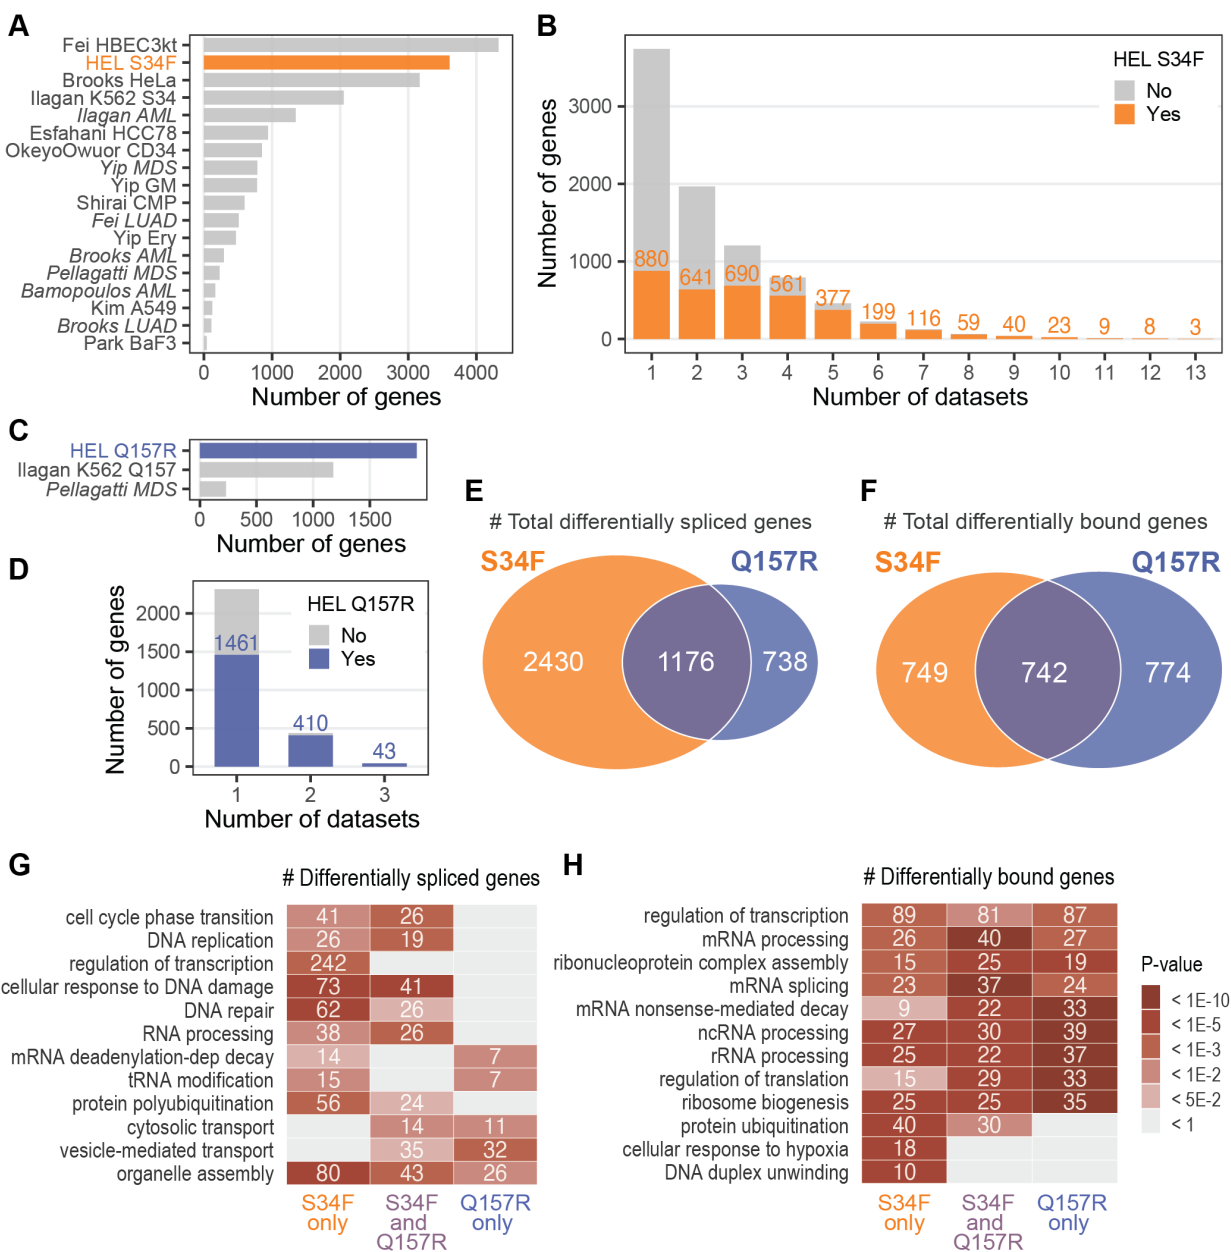 A
Fei HBEC3kt
HEL S34F
Brooks HeLa
Ilagan K562 S34
Ilagan AML
Esfahani HCC78
OkeyoOwuor CD34
Yip MDS
Yip GM
Shirai CMP
Fei LUAD
Yip Ery
Brooks AML
Pellagatti MDS
Bamopoulos AML
Kim A549
Brooks LUAD
Park BaF3
0 1000 2000 3000 4000
Number of genes
B
HEL S34F
No
Yes
Number of genes
3000
2000
1000
0
880 641 690 561 377 199 116 59 40 23 9 8 3
1 2 3 4 5 6 7 8 9 10 11 12 13
Number of datasets
C
HEL Q157R
Ilagan K562 Q157
Pellagatti MDS
0 500 1000 1500
Number of genes
D
HEL Q157R
No
Yes
Number of genes
2000
1500
1000
500
0
1461 410 43
1 2 3
Number of datasets
E
# Total differentially spliced genes
S34F Q157R
2430 1176 738
F
# Total differentially bound genes
S34F Q157R
749 742 774
G
# Differentially spliced genes
cell cycle phase transition 41 26
DNA replication 26 19
regulation of transcription 242
cellular response to DNA damage 73 41
DNA repair 62 26
RNA processing 38 26
mRNA deadenylation-dep decay 14 7
tRNA modification 15 7
protein polyubiquitination 56 24
cytosolic transport 14 11
vesicle-mediated transport 35 32
organelle assembly 80 43 26
S34F only
S34F and Q157R
Q157R only
H
# Differentially bound genes
regulation of transcription 89 81 87
mRNA processing 26 40 27
ribonucleoprotein complex assembly 15 25 19
mRNA splicing 23 37 24
mRNA nonsense-mediated decay 9 22 33
ncRNA processing 27 30 39
rRNA processing 25 22 37
regulation of translation 15 29 33
ribosome biogenesis 25 25 35
protein ubiquitination 40 30
cellular response to hypoxia 18
DNA duplex unwinding 10
S34F only
S34F and Q157R
Q157R only
P-value
< 1E-10
< 1E-5
< 1E-3
< 1E-2
< 5E-2
< 1